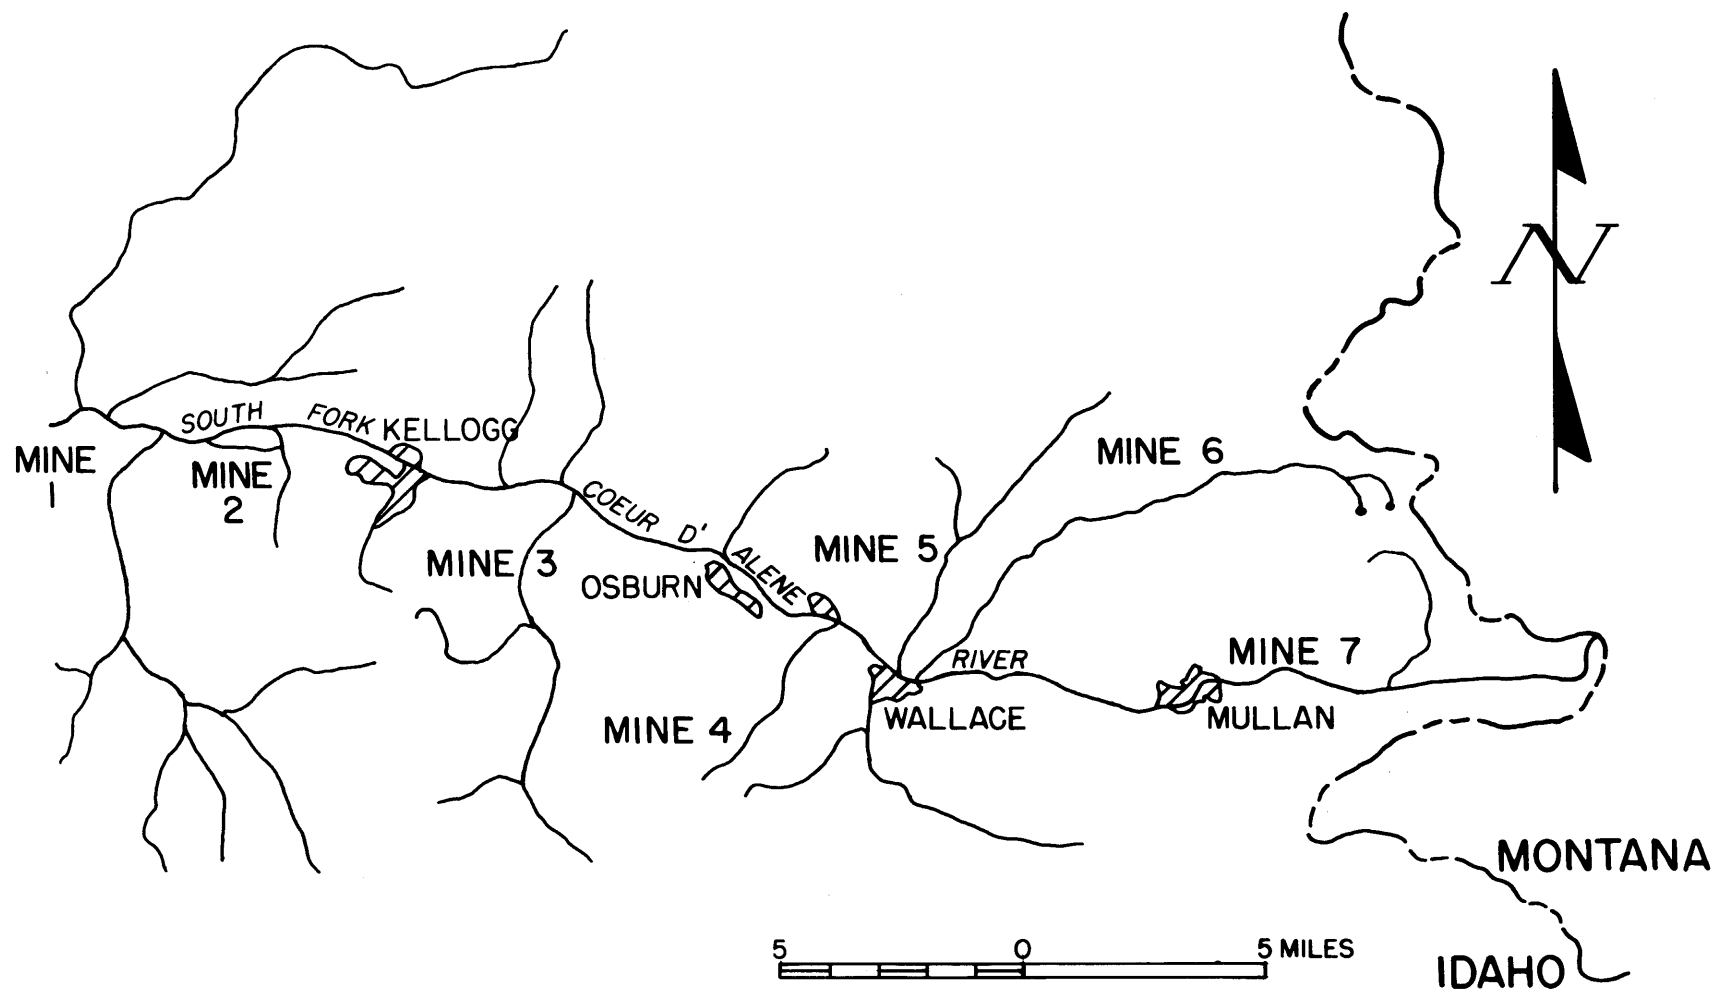 N
SOUTH FORK
KELLOGG
MINE
1
MINE
2
MINE 6
COEUR D' ALENE
MINE 5
MINE 3
OSBURN
RIVER
MINE 7
MINE 4
WALLACE
MULLAN
MONTANA
5 0 5 MILES
IDAHO